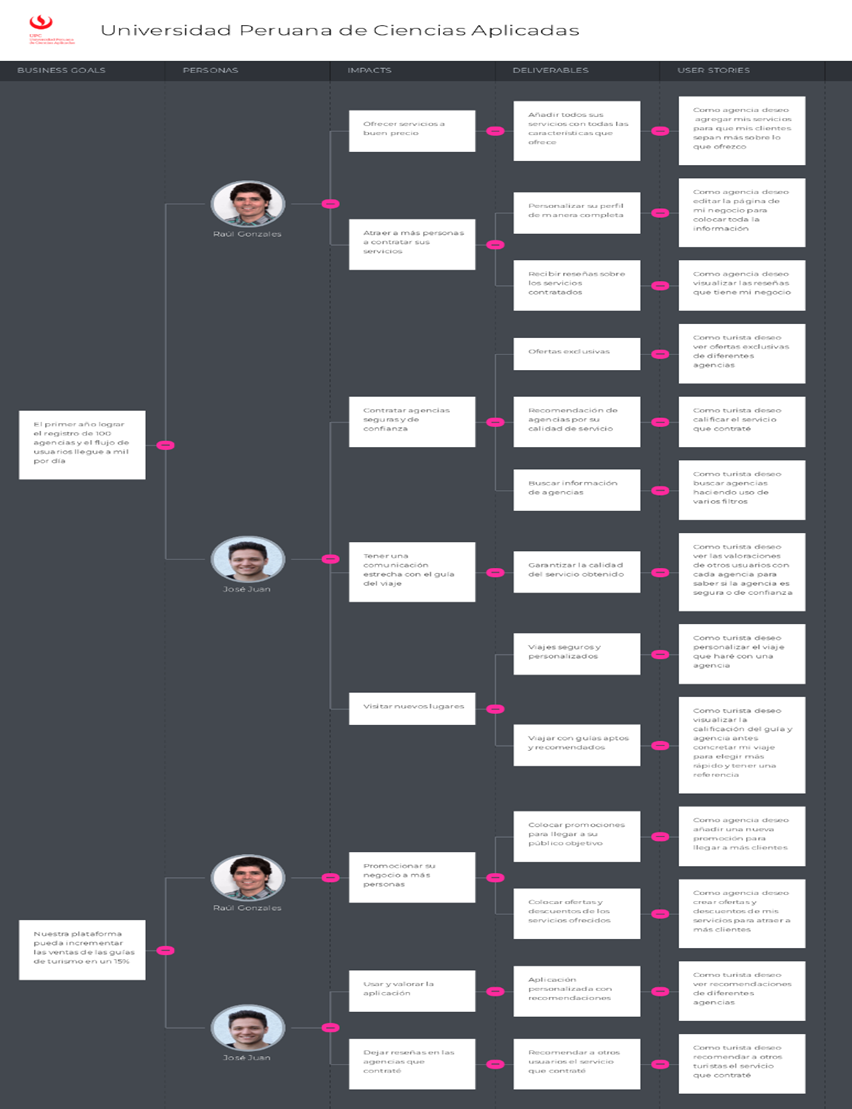 UPC
Universidad Peruana
de Ciencias Aplicadas
Universidad Peruana de Ciencias Aplicadas
BUSINESS GOALS
PERSONAS
IMPACTS
DELIVERABLES
USER STORIES
El primer año lograr
el registro de 100
agencias y el flujo de
usuarios llegue a mil
por día
Raúl Gonzales
Ofrecer servicios a
buen precio
Añadir todos sus
servicios con todas las
características que
ofrece
Como agencia deseo
agregar mis servicios
para que mis clientes
sepan más sobre lo
que ofrezco
Atraer a más personas
a contratar sus
servicios
Personalizar su perfil
de manera completa
Como agencia deseo
editar la página de
mi negocio para
colocar toda la
información
Recibir reseñas sobre
los servicios
contratados
Como agencia deseo
visualizar las reseñas
que tiene mi negocio
José Juan
Contratar agencias
seguras y de
confianza
Ofertas exclusivas
Como turista deseo
ver ofertas exclusivas
de diferentes
agencias
Recomendación de
agencias por su
calidad de servicio
Como turista deseo
calificar el servicio
que contraté
Buscar información
de agencias
Como turista deseo
buscar agencias
haciendo uso de
varios filtros
Tener una
comunicación
estrecha con el guía
del viaje
Garantizar la calidad
del servicio obtenido
Como turista deseo
ver las valoraciones
de otros usuarios con
cada agencia para
saber si la agencia es
segura o de confianza
Visitar nuevos lugares
Viajes seguros y
personalizados
Como turista deseo
personalizar el viaje
que haré con una
agencia
Viajar con guías aptos
y recomendados
Como turista deseo
visualizar la
calificación del guía y
agencia antes
concretar mi viaje
para elegir más
rápido y tener una
referencia
Nuestra plataforma
pueda incrementar
las ventas de las guías
de turismo en un 15%
Raúl Gonzales
Promocionar su
negocio a más
personas
Colocar promociones
para llegar a su
público objetivo
Como agencia deseo
añadir una nueva
promoción para
llegar a más clientes
Colocar ofertas y
descuentos de los
servicios ofrecidos
Como agencia deseo
crear ofertas y
descuentos de mis
servicios para atraer a
más clientes
José Juan
Usar y valorar la
aplicación
Aplicación
personalizada con
recomendaciones
Como turista deseo
ver recomendaciones
de diferentes
agencias
Dejar reseñas en las
agencias que
contraté
Recomendar a otros
usuarios el servicio
que contraté
Como turista deseo
recomendar a otros
turistas el servicio
que contraté